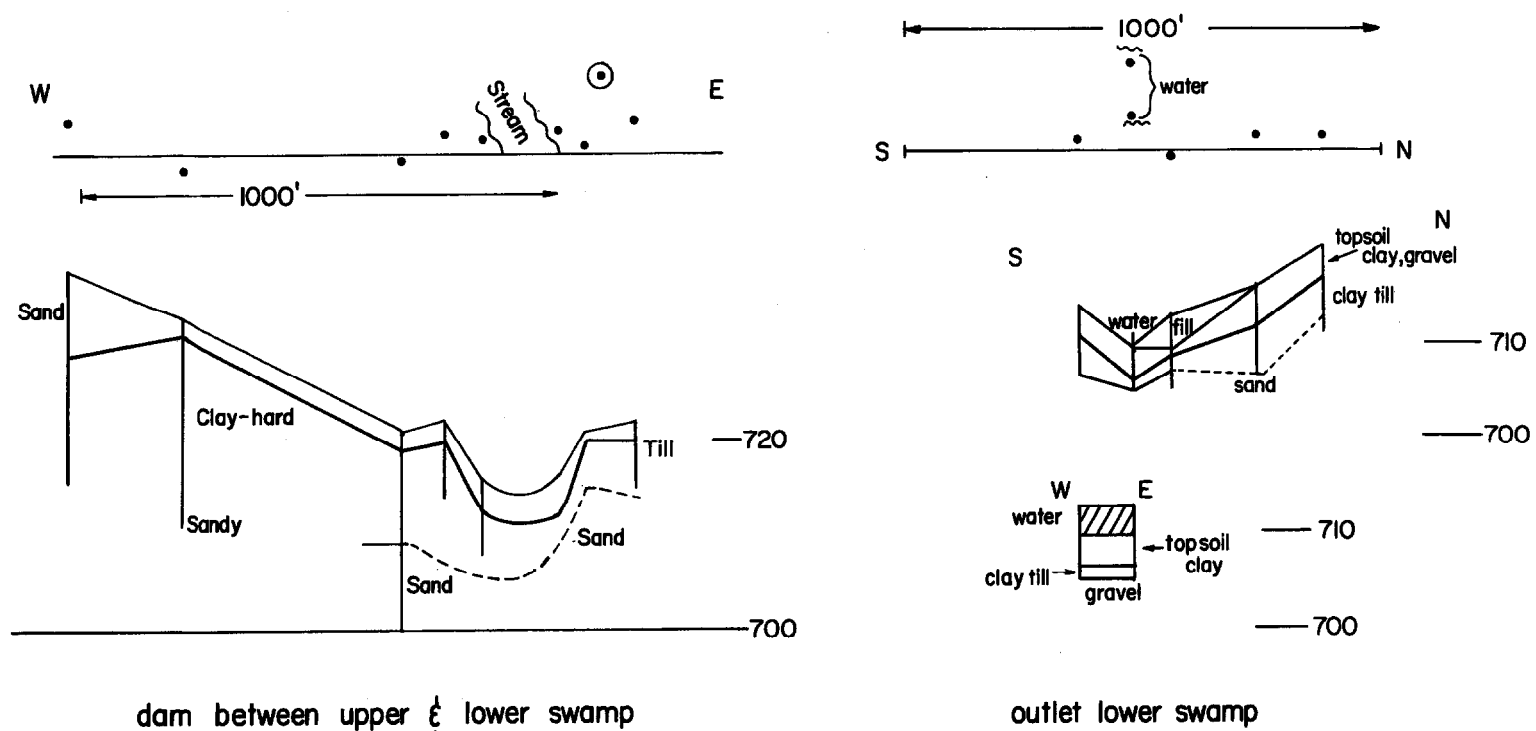 W
Stream
E
1000'
Sand
Clay-hard
Sandy
720
Till
Sand
Sand
700
dam between upper & lower swamp
1000'
water
S
N
S
N
topsoil
clay, gravel
clay till
water
fill
710
sand
700
W
E
water
710
topsoil
clay
clay till
gravel
700
outlet lower swamp